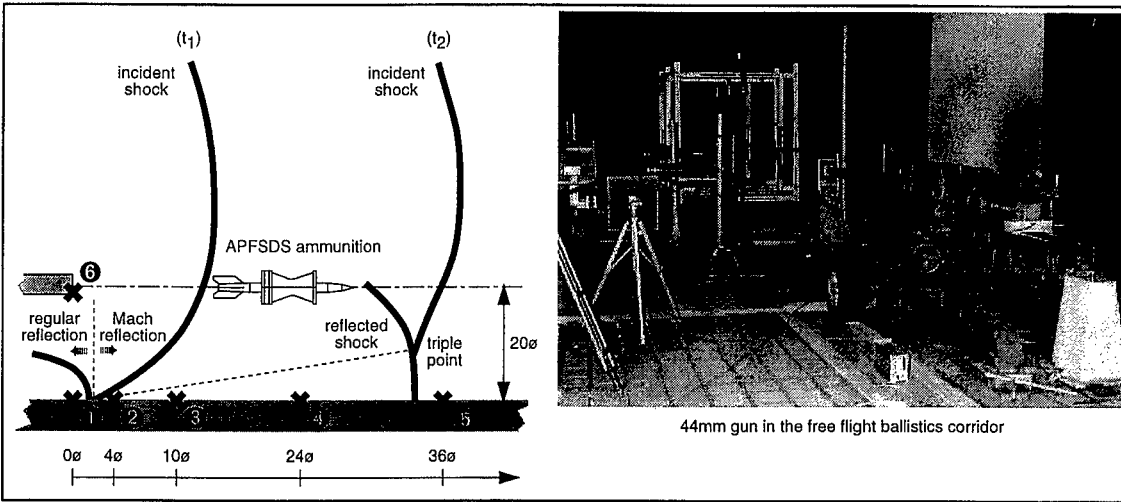 (t₁)
(t₂)
incident
shock
incident
shock
APFSDS ammunition
6
regular
reflection
Mach
reflection
reflected
shock
triple
point
20ø
1
2
3
4
5
0ø
4ø
10ø
24ø
36ø
44mm gun in the free flight ballistics corridor